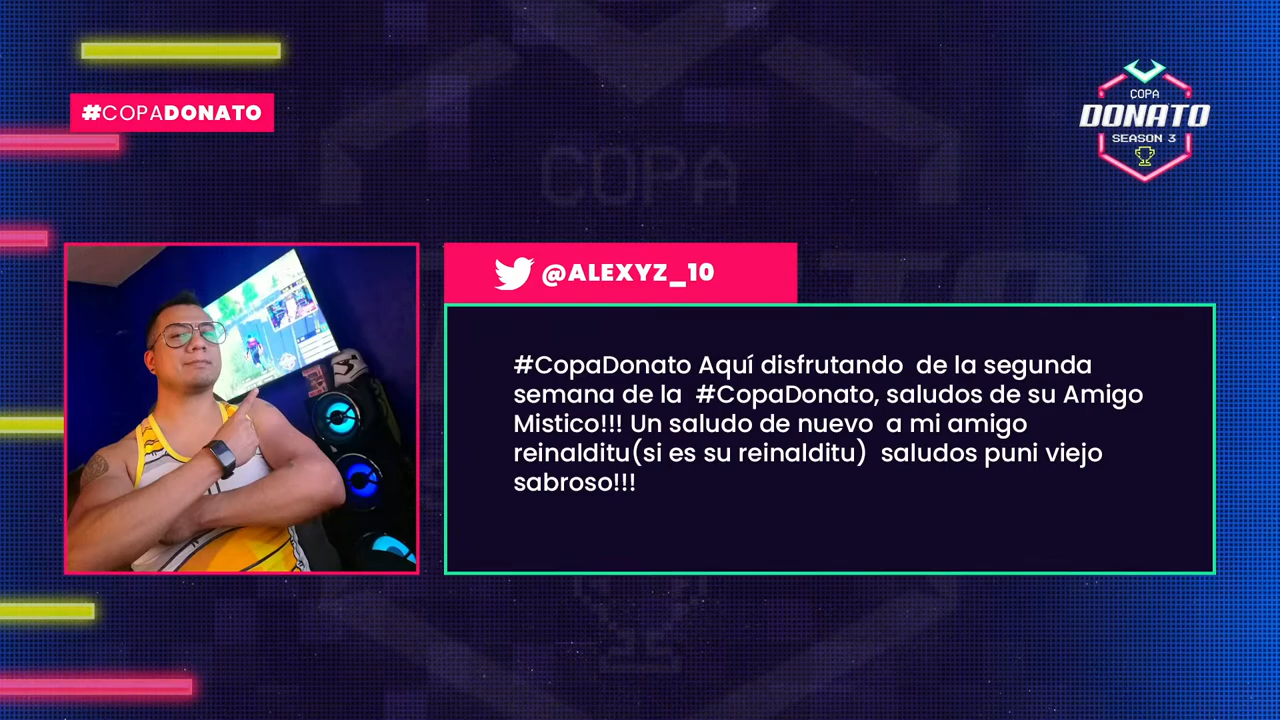 #COPADONATO
COPA
DONATO
SEASON 3
COPA
@ALEXYZ_10
#CopaDonato Aquí disfrutando  de la segunda
semana de la  #CopaDonato, saludos de su Amigo
Mistico!!! Un saludo de nuevo  a mi amigo
reinalditu(si es su reinalditu)  saludos puni viejo
sabroso!!!